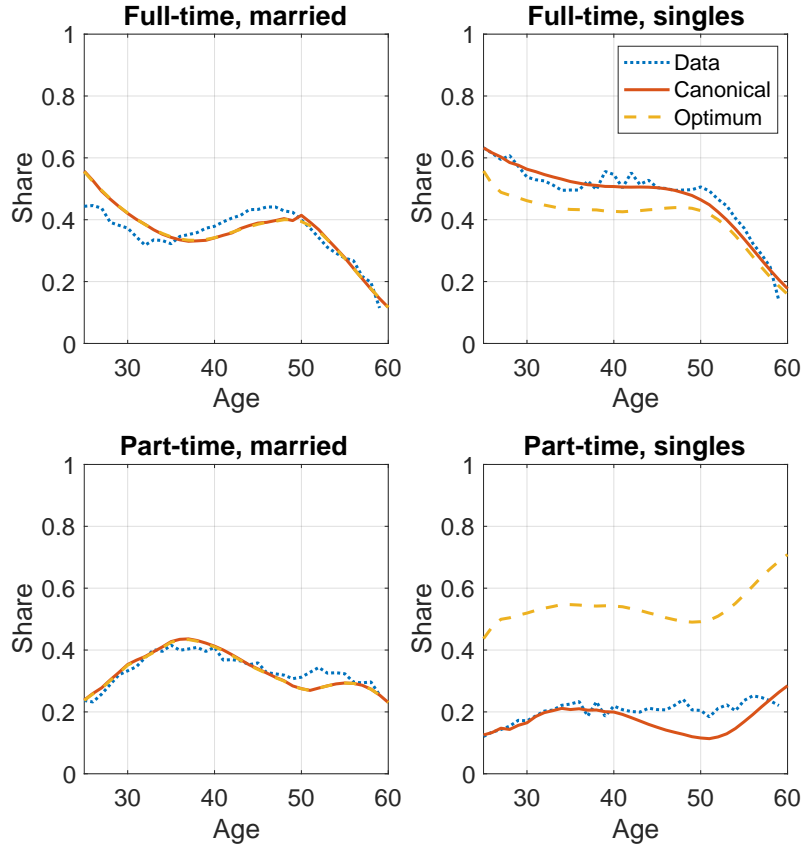 Full-time, married
1
0.8
0.6
0.4
0.2
0
Share
30 40 50 60
Age
Full-time, singles
1
0.8
0.6
0.4
0.2
0
Share
30 40 50 60
Age
Data
Canonical
Optimum
Part-time, married
1
0.8
0.6
0.4
0.2
0
Share
30 40 50 60
Age
Part-time, singles
1
0.8
0.6
0.4
0.2
0
Share
30 40 50 60
Age